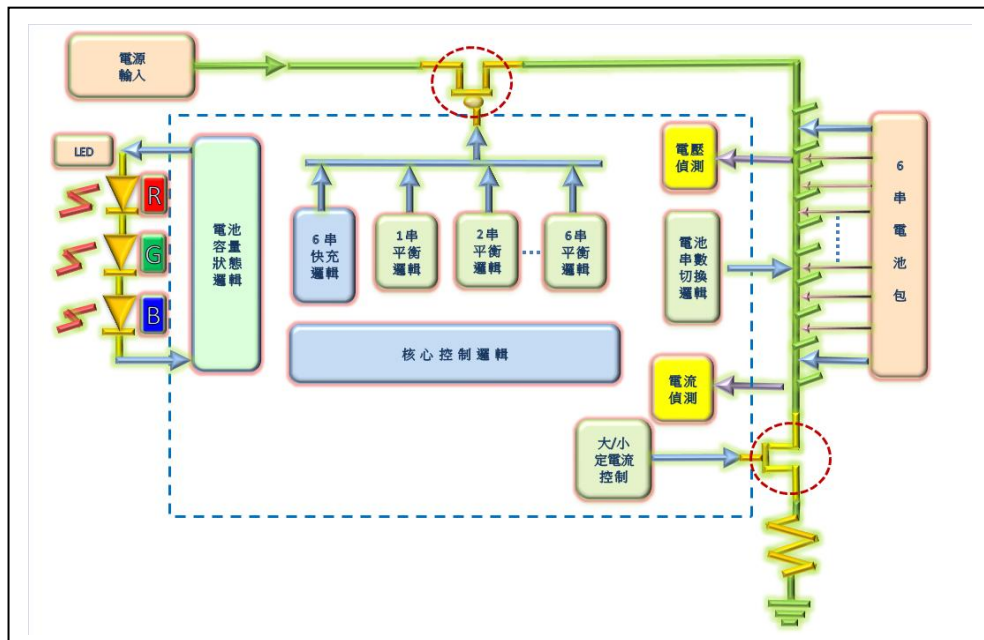 電源
輸入
LED
R
G
B
電池
容量
狀態
邏輯
6 串
快充
邏輯
1串
平衡
邏輯
2串
平衡
邏輯
6串
平衡
邏輯
核心控制邏輯
電壓
偵測
電池
串數
切換
邏輯
電流
偵測
大/小
定電流
控制
6
串
電
池
包